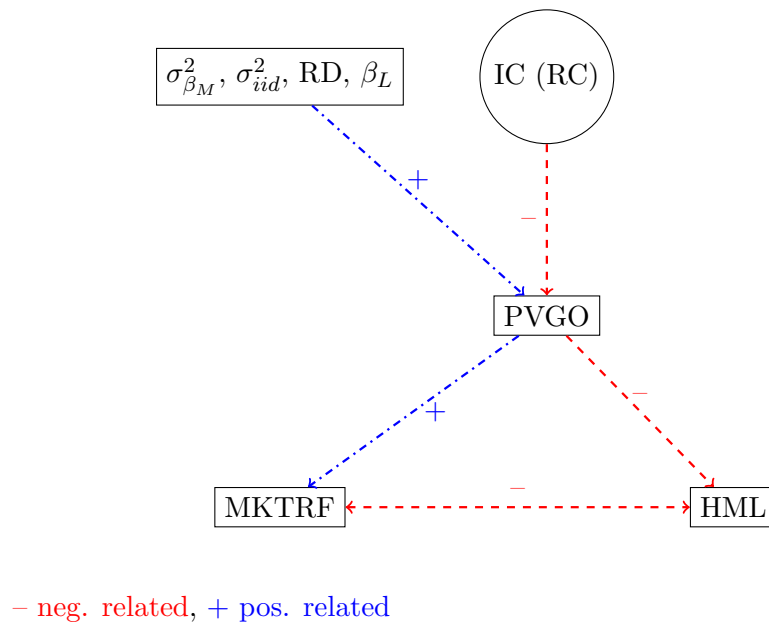 σ²_{β_M}, σ²_{iid}, RD, β_L
IC (RC)
+
–
PVGO
–
+
–
MKTRF
HML
– neg. related, + pos. related